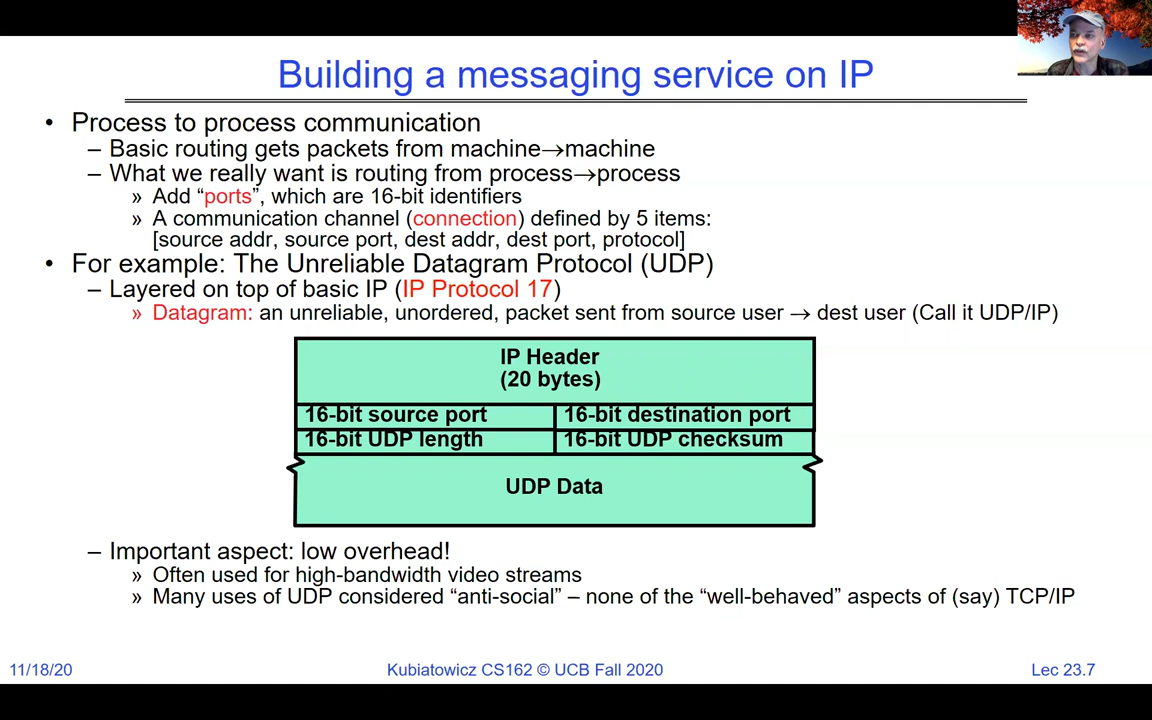 Building a messaging service on IP
• Process to process communication
– Basic routing gets packets from machine→machine
– What we really want is routing from process→process
» Add “ports”, which are 16-bit identifiers
» A communication channel (connection) defined by 5 items:
[source addr, source port, dest addr, dest port, protocol]
• For example: The Unreliable Datagram Protocol (UDP)
– Layered on top of basic IP (IP Protocol 17)
» Datagram: an unreliable, unordered, packet sent from source user → dest user (Call it UDP/IP)
IP Header
(20 bytes)
16-bit source port 16-bit destination port
16-bit UDP length 16-bit UDP checksum
UDP Data
– Important aspect: low overhead!
» Often used for high-bandwidth video streams
» Many uses of UDP considered “anti-social” – none of the “well-behaved” aspects of (say) TCP/IP
11/18/20 Kubiatowicz CS162 © UCB Fall 2020 Lec 23.7